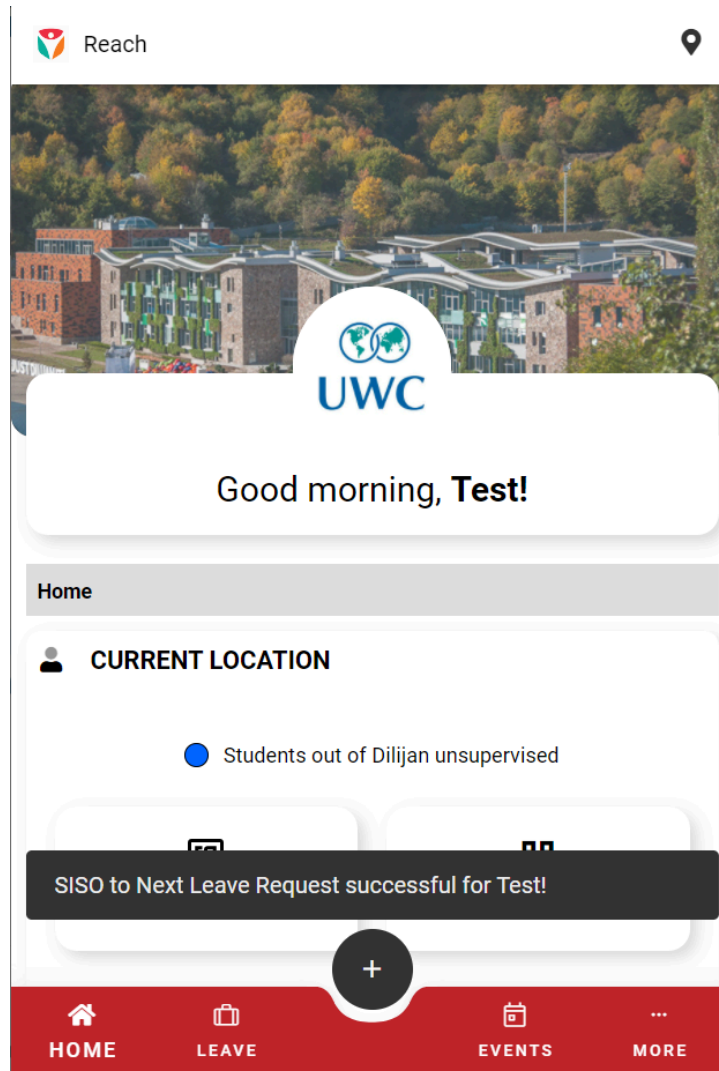 Reach
UWC
Good morning, Test!
Home
CURRENT LOCATION
Students out of Dilijan unsupervised
SISO to Next Leave Request successful for Test!
+
HOME
LEAVE
EVENTS
MORE